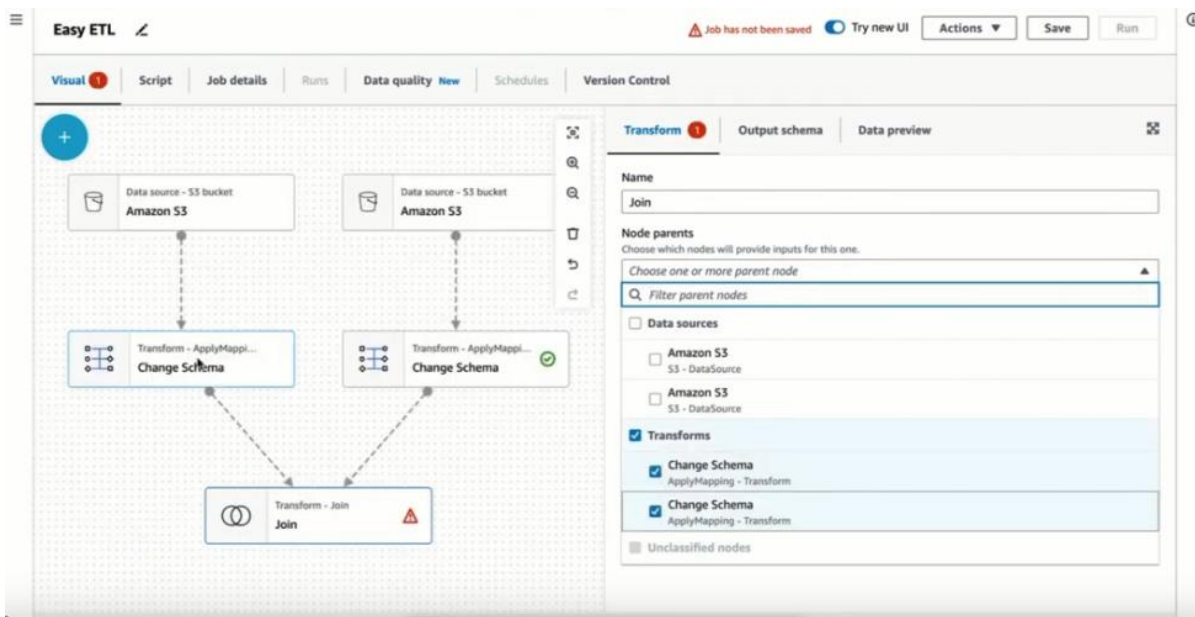 Easy ETL
Job has not been saved
Try new UI
Actions
Save
Run
Visual 1
Script
Job details
Runs
Data quality New
Schedules
Version Control
Data source - S3 bucket
Amazon S3
Data source - S3 bucket
Amazon S3
Transform - ApplyMappi...
Change Schema
Transform - ApplyMappi...
Change Schema
Transform - Join
Join
Transform 1
Output schema
Data preview
Name
Join
Node parents
Choose which nodes will provide inputs for this one.
Choose one or more parent node
Filter parent nodes
Data sources
Amazon S3
S3 - DataSource
Amazon S3
S3 - DataSource
Transforms
Change Schema
ApplyMapping - Transform
Change Schema
ApplyMapping - Transform
Unclassified nodes